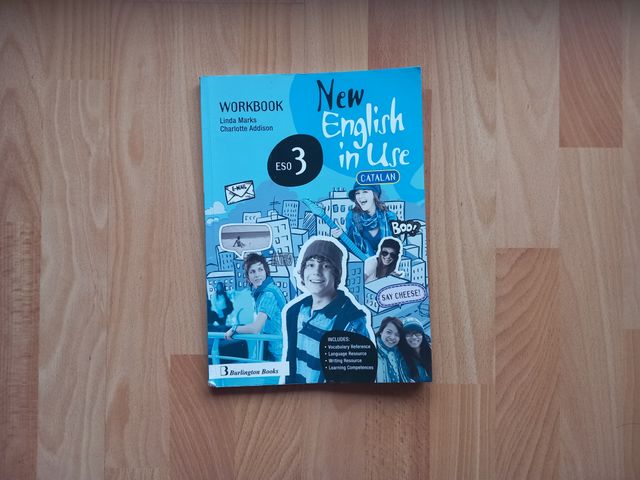 WORKBOOK
Linda Marks
Charlotte Addison
New
English
in Use
CATALAN
ESO 3
E-MAIL
BOO!
SAY CHEESE!
INCLUDES:
• Vocabulary Reference
• Language Resource
• Writing Resource
• Learning Competences
B Burlington Books